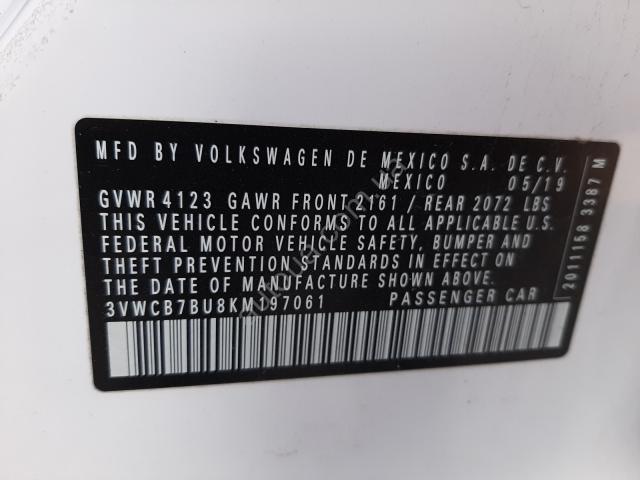 MFD BY VOLKSWAGEN DE MEXICO S.A. DE C.V.
MEXICO 05/19
GVWR 4123 GAWR FRONT 2161 / REAR 2072 LBS
THIS VEHICLE CONFORMS TO ALL APPLICABLE U.S.
FEDERAL MOTOR VEHICLE SAFETY, BUMPER AND
THEFT PREVENTION STANDARDS IN EFFECT ON
THE DATE OF MANUFACTURE SHOWN ABOVE.
3VWCB7BU8KM197061 PASSENGER CAR
2011158 3387 M